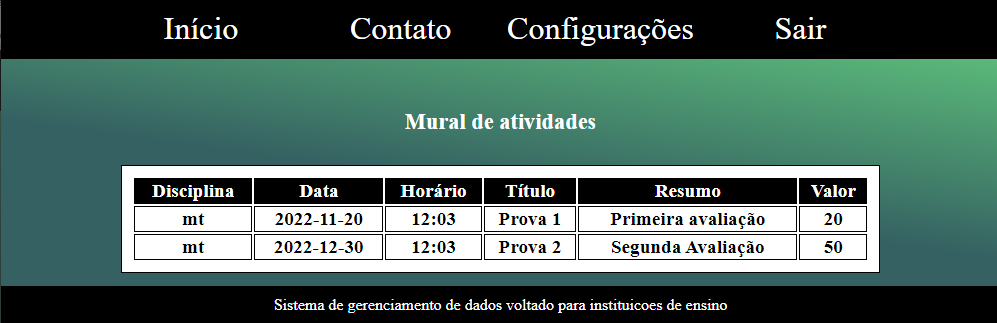 Início Contato Configurações Sair
Mural de atividades
Disciplina Data Horário Título Resumo Valor
mt 2022-11-20 12:03 Prova 1 Primeira avaliação 20
mt 2022-12-30 12:03 Prova 2 Segunda Avaliação 50
Sistema de gerenciamento de dados voltado para instituicoes de ensino